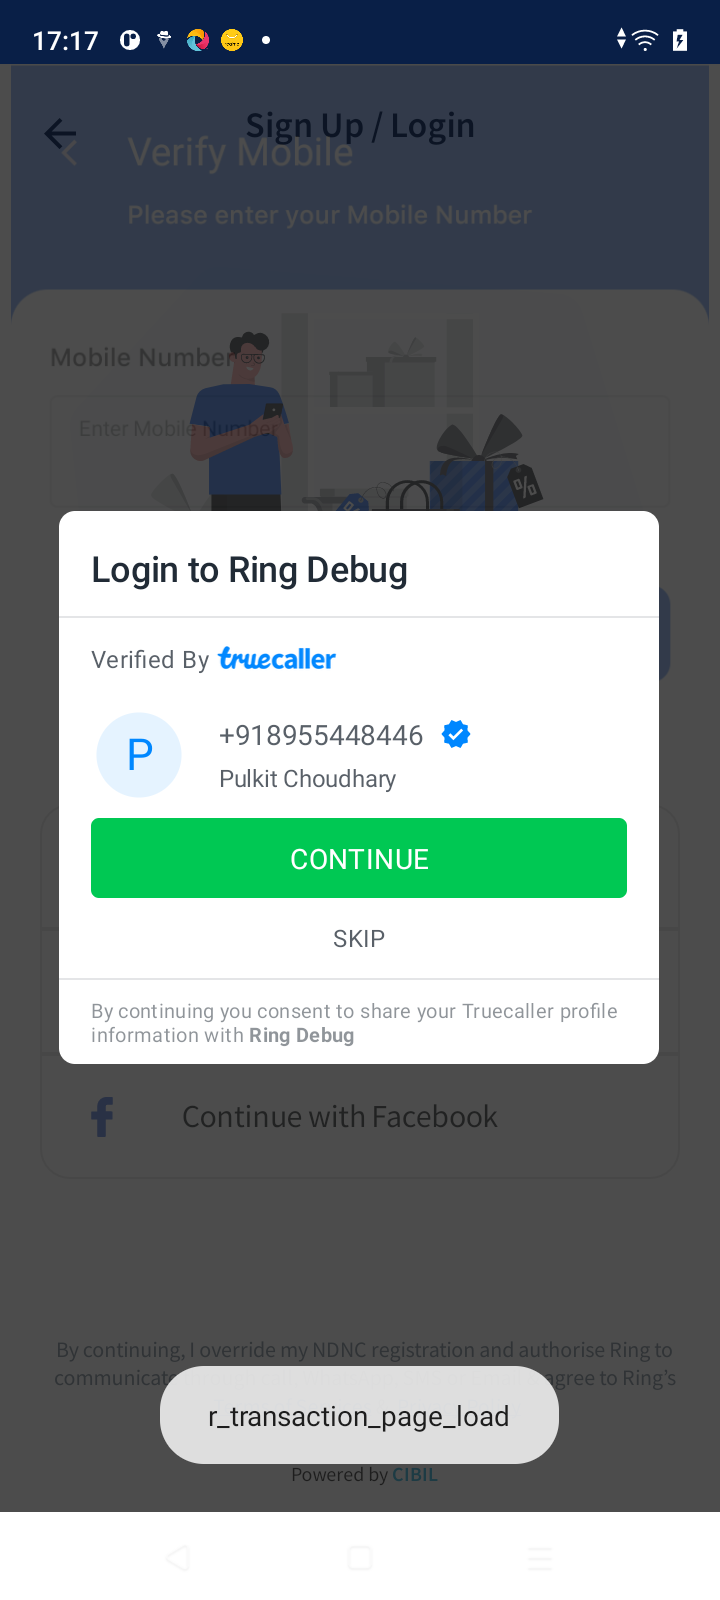 17:17
Sign Up / Login
Verify Mobile
Please enter your Mobile Number
Mobile Number
Enter Mobile Number
%
%
Login to Ring Debug
Verified By truecaller
P
+918955448446
Pulkit Choudhary
CONTINUE
SKIP
By continuing you consent to share your Truecaller profile
information with Ring Debug
f
Continue with Facebook
By continuing, I override my NDNC registration and authorise Ring to
communicate agree to Ring's
r_transaction_page_load
Powered by CIBIL